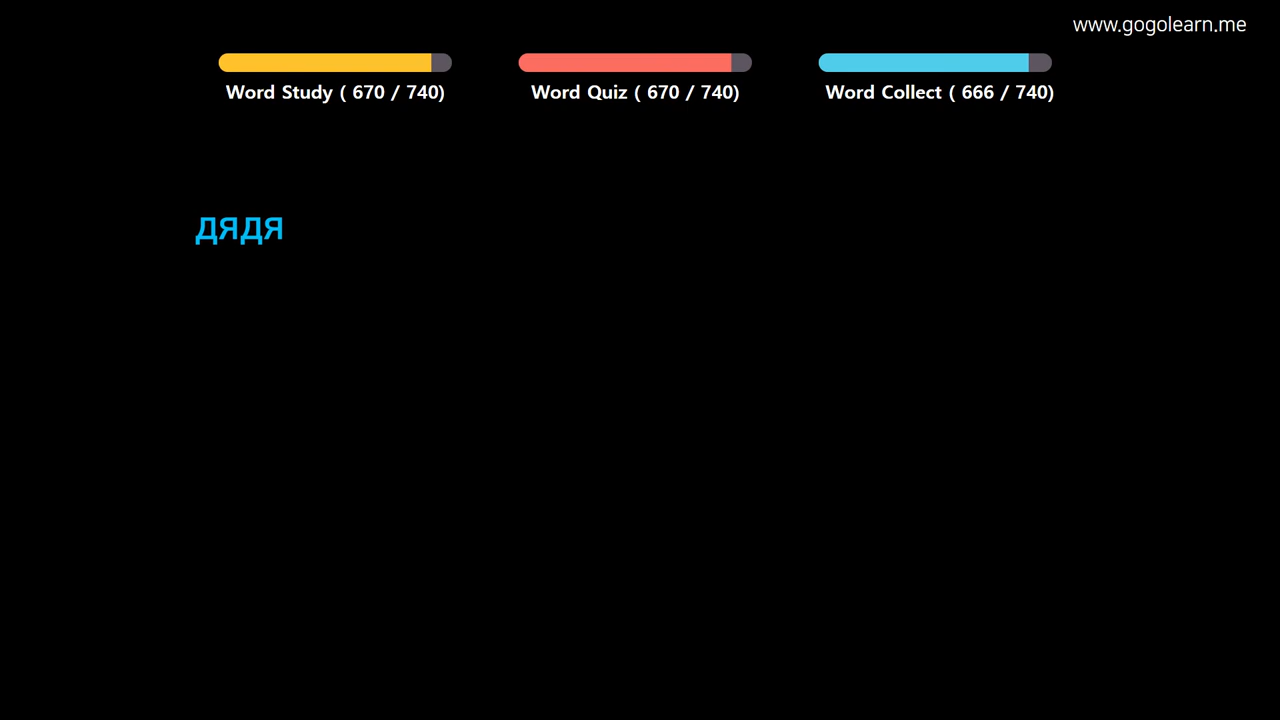 www.gogolearn.me
Word Study ( 670 / 740)
Word Quiz ( 670 / 740)
Word Collect ( 666 / 740)
дядя